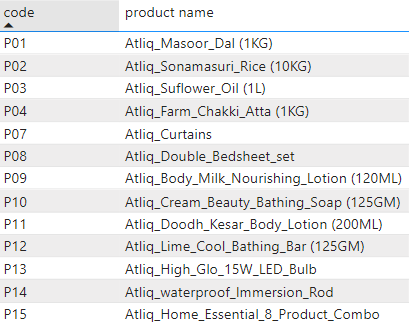 code product name
P01 Atliq_Masoor_Dal (1KG)
P02 Atliq_Sonamasuri_Rice (10KG)
P03 Atliq_Suflower_Oil (1L)
P04 Atliq_Farm_Chakki_Atta (1KG)
P07 Atliq_Curtains
P08 Atliq_Double_Bedsheet_set
P09 Atliq_Body_Milk_Nourishing_Lotion (120ML)
P10 Atliq_Cream_Beauty_Bathing_Soap (125GM)
P11 Atliq_Doodh_Kesar_Body_Lotion (200ML)
P12 Atliq_Lime_Cool_Bathing_Bar (125GM)
P13 Atliq_High_Glo_15W_LED_Bulb
P14 Atliq_waterproof_Immersion_Rod
P15 Atliq_Home_Essential_8_Product_Combo